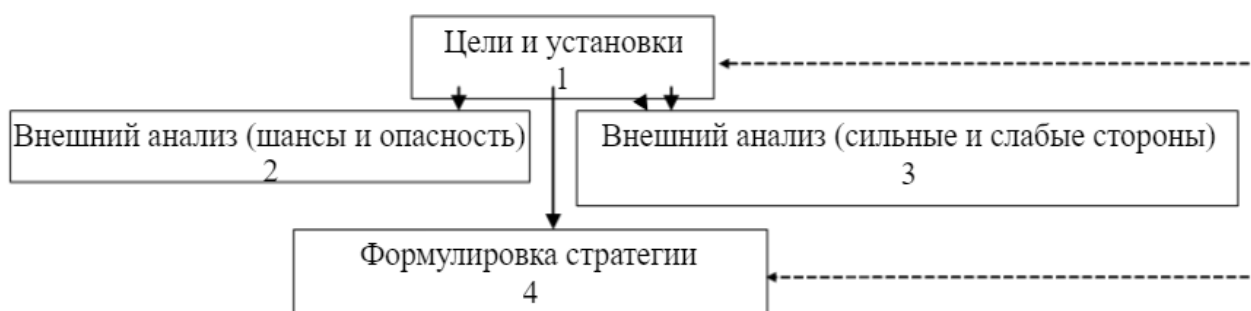 Цели и установки
1
Внешний анализ (шансы и опасность)
2
Внешний анализ (сильные и слабые стороны)
3
Формулировка стратегии
4